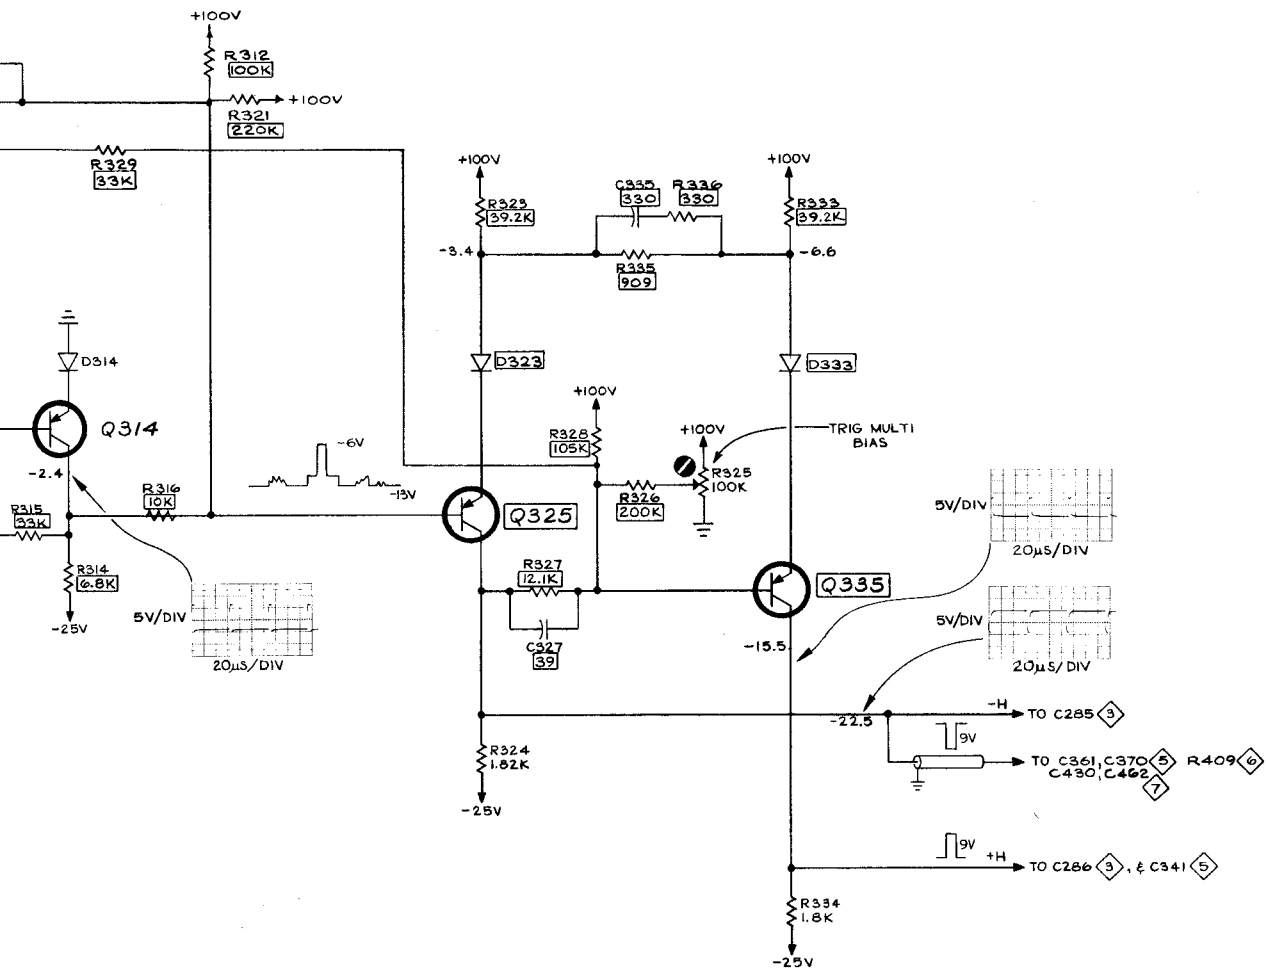 +100V
R312
100K
+100V
R321
220K
R329
33K
+100V
R323
39.2K
C335
330
R336
330
+100V
R333
39.2K
-3.4
R335
909
-6.6
D314
D323
D333
Q314
+100V
R328
105K
+100V
TRIG MULTI
BIAS
R325
100K
R326
200K
-6V
-13V
-2.4
R316
10K
R315
33K
Q325
5V/DIV
20µS/DIV
R314
6.8K
-25V
5V/DIV
20µS/DIV
R327
12.1K
C327
39
Q335
-15.5
5V/DIV
20µS/DIV
-22.5
-H
TO C285 3
9V
TO C361, C370 5 R409 6
C430, C462
7
R324
1.82K
-25V
9V
+H
TO C286 3, & C341 5
R334
1.8K
-25V